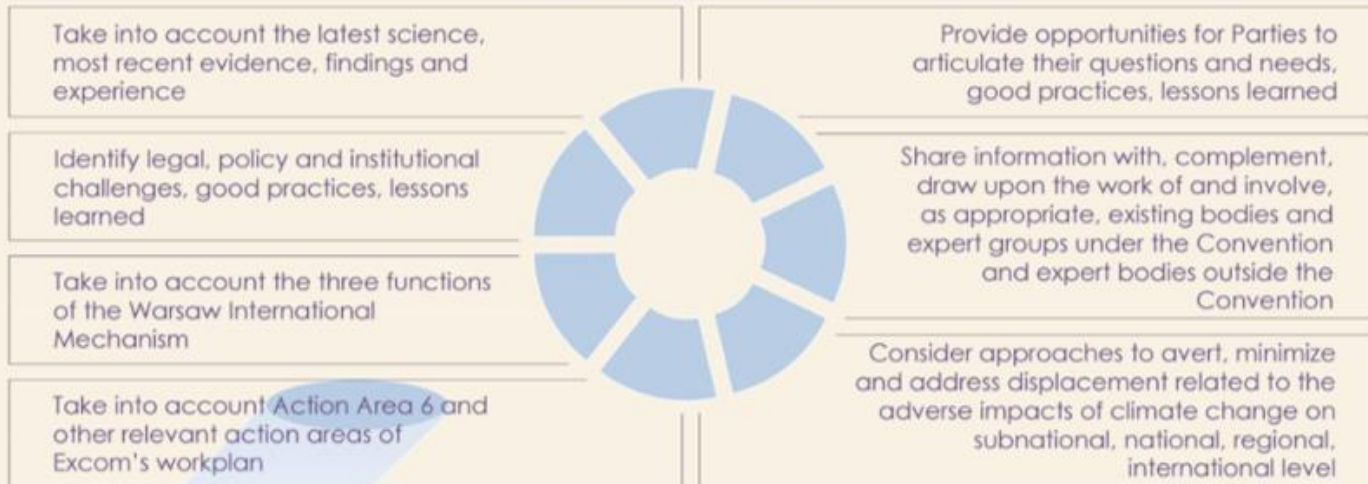 Take into account the latest science,
most recent evidence, findings and
experience
Identify legal, policy and institutional
challenges, good practices, lessons
learned
Take into account the three functions
of the Warsaw International
Mechanism
Take into account Action Area 6 and
other relevant action areas of
Excom's workplan
Provide opportunities for Parties to
articulate their questions and needs,
good practices, lessons learned
Share information with, complement,
draw upon the work of and involve,
as appropriate, existing bodies and
expert groups under the Convention
and expert bodies outside the
Convention
Consider approaches to avert, minimize
and address displacement related to the
adverse impacts of climate change on
subnational, national, regional,
international level